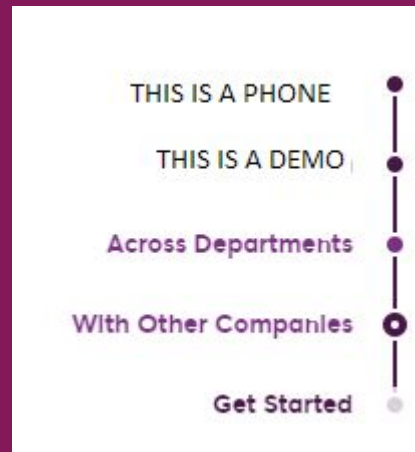 THIS IS A PHONE
THIS IS A DEMO
Across Departments
With Other Companies
Get Started